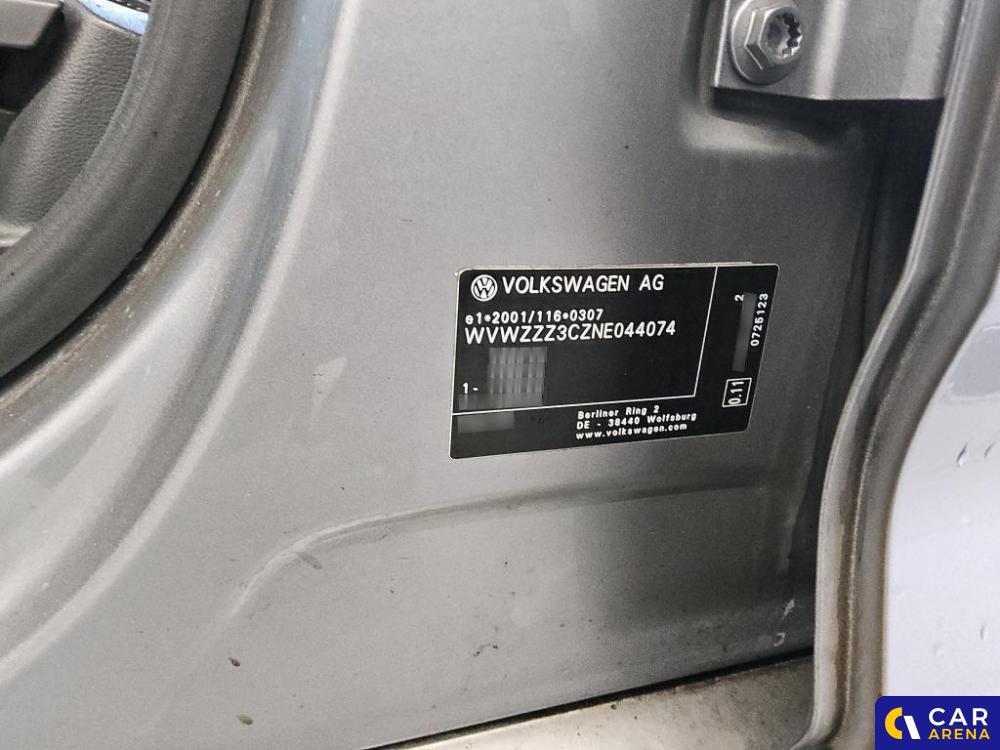 VOLKSWAGEN AG
e1*2001/116*0307
WVWZZZ3CZNE044074
1-
Berliner Ring 2
DE - 38440 Wolfsburg
www.volkswagen.com
2
0725123
0.11
CAR
ARENA